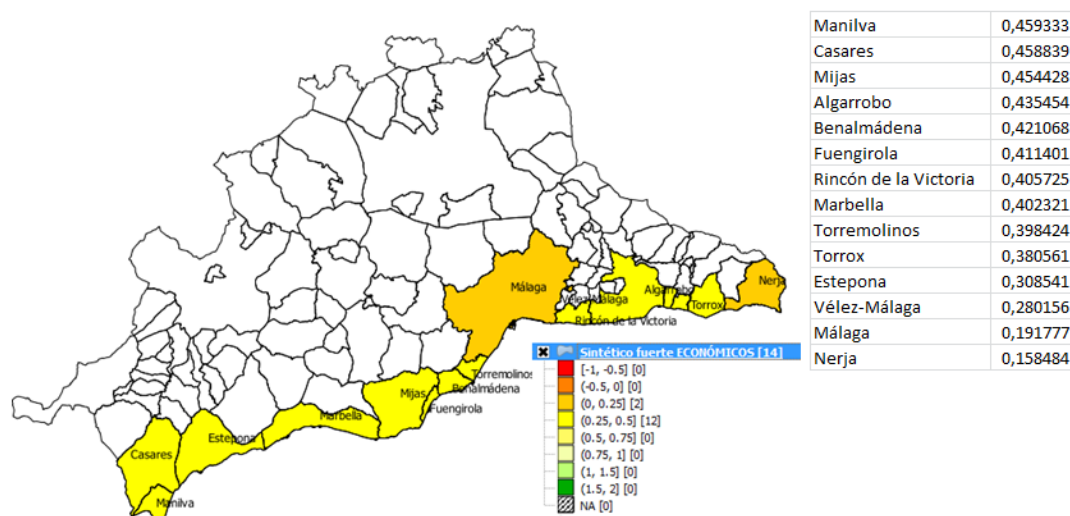 Manilva 0,459333
Casares 0,458839
Mijas 0,454428
Algarrobo 0,435454
Benalmádena 0,421068
Fuengirola 0,411401
Rincón de la Victoria 0,405725
Marbella 0,402321
Torremolinos 0,398424
Torrox 0,380561
Estepona 0,308541
Vélez-Málaga 0,280156
Málaga 0,191777
Nerja 0,158484
Málaga
Vélez-Málaga
Algarrobo
Nerja
Torrox
Rincón de la Victoria
Torremolinos
Benalmádena
Mijas
Fuengirola
Marbella
Estepona
Casares
Manilva
Sintético fuerte ECONÓMICOS [14]
[-1, -0.5] [0]
(-0.5, 0] [0]
(0, 0.25] [2]
(0.25, 0.5] [12]
(0.5, 0.75] [0]
(0.75, 1] [0]
(1, 1.5] [0]
(1.5, 2] [0]
NA [0]